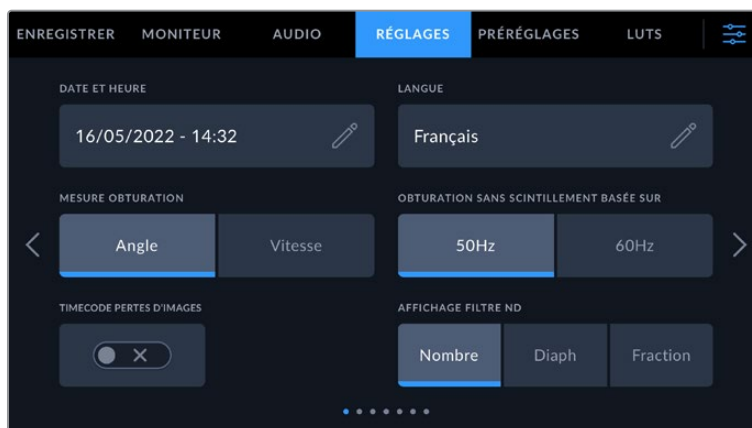 ENREGISTRER MONITEUR AUDIO RÉGLAGES PRÉRÉGLAGES LUTS
DATE ET HEURE LANGUE
16/05/2022 - 14:32 Français
MESURE OBTURATION OBTURATION SANS SCINTILLEMENT BASÉE SUR
Angle Vitesse 50Hz 60Hz
TIMECODE PERTES D'IMAGES AFFICHAGE FILTRE ND
Nombre Diaph Fraction